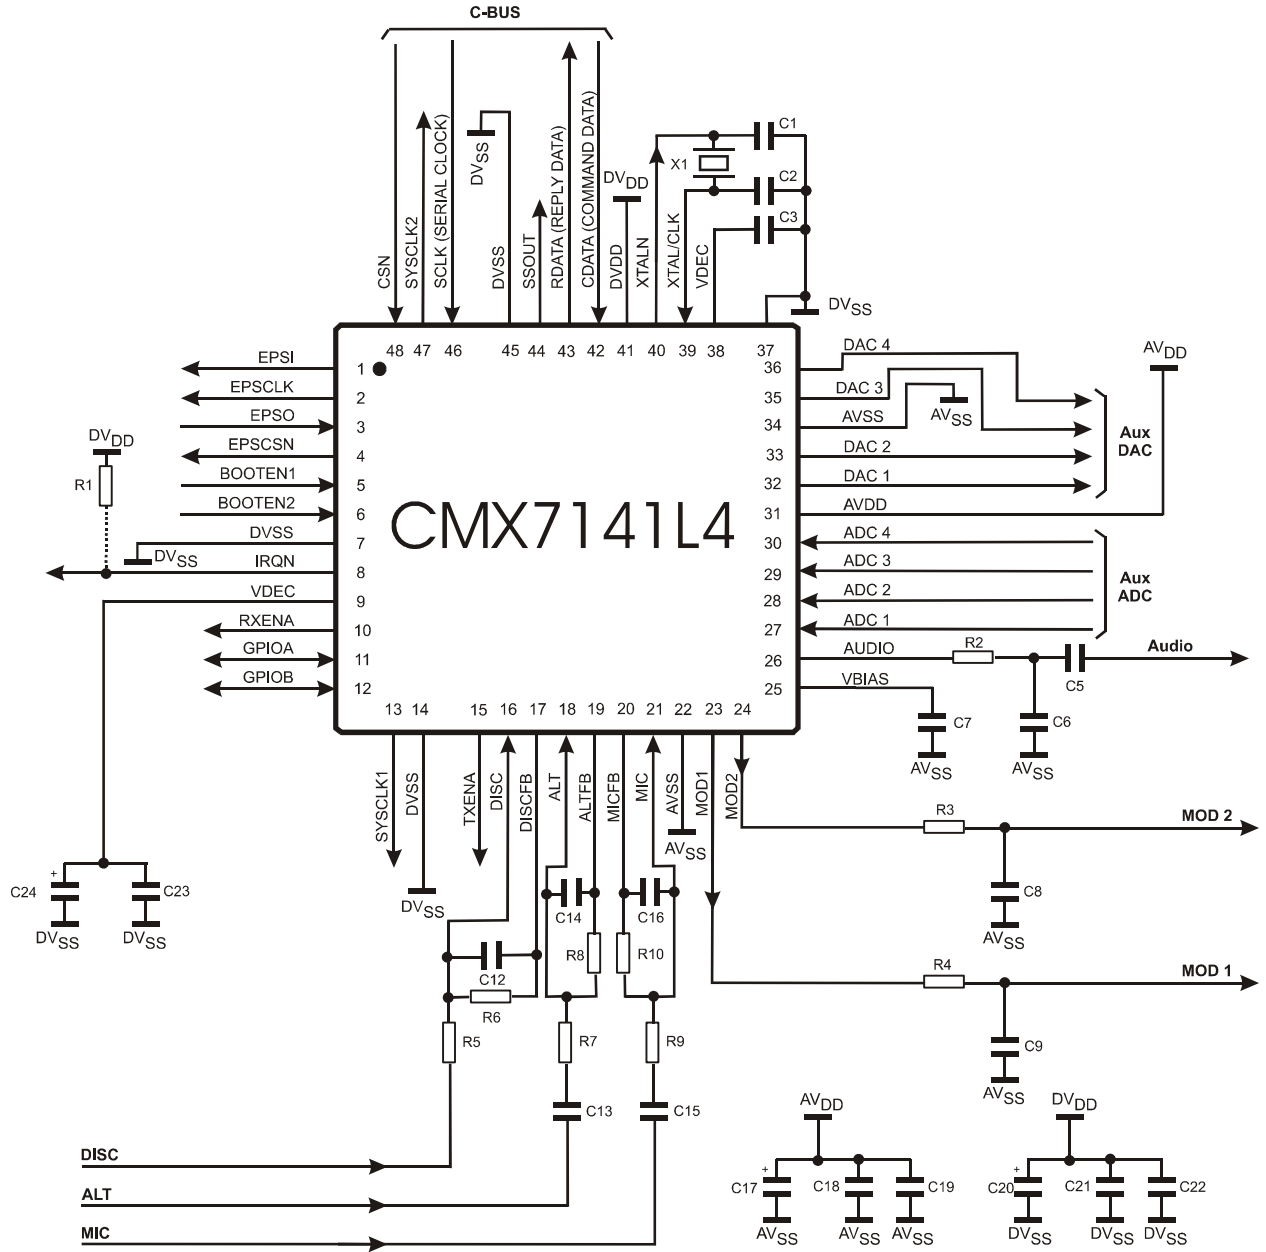 C-BUS
CSN
SYSCLK2
SCLK (SERIAL CLOCK)
DVSS
DVSS
SSOUT
RDATA (REPLY DATA)
CDATA (COMMAND DATA)
DVDD
DVDD
XTALN
XTAL/CLK
VDEC
X1
C1
C2
C3
DVSS
48 47 46 45 44 43 42 41 40 39 38 37
EPSI 1
EPSCLK 2
EPSO 3
EPSCSN 4
BOOTEN1 5
BOOTEN2 6
DVSS 7
DVSS
IRQN 8
VDEC 9
RXENA 10
GPIOA 11
GPIOB 12
DVDD
R1
CMX7141L4
36 DAC 4
35 DAC 3
34 AVSS
AVSS
33 DAC 2
32 DAC 1
31 AVDD
AVDD
30 ADC 4
29 ADC 3
28 ADC 2
27 ADC 1
26 AUDIO
25 VBIAS
Aux
DAC
Aux
ADC
R2
C5
Audio
C7
AVSS
C6
AVSS
13 14 15 16 17 18 19 20 21 22 23 24
SYSCLK1
DVSS
TXENA
DISC
DISCFB
ALT
ALTFB
MICFB
MIC
AVSS
MOD1
MOD2
AVSS
DVSS
C24 +
DVSS
C23
DVSS
C14
C16
R8
R10
C12
R6
R5
R7
R9
C13
C15
R3
MOD 2
C8
AVSS
R4
MOD 1
C9
AVSS
DISC
ALT
MIC
AVDD
C17 +
C18
C19
AVSS
AVSS
AVSS
DVDD
C20 +
C21
C22
DVSS
DVSS
DVSS